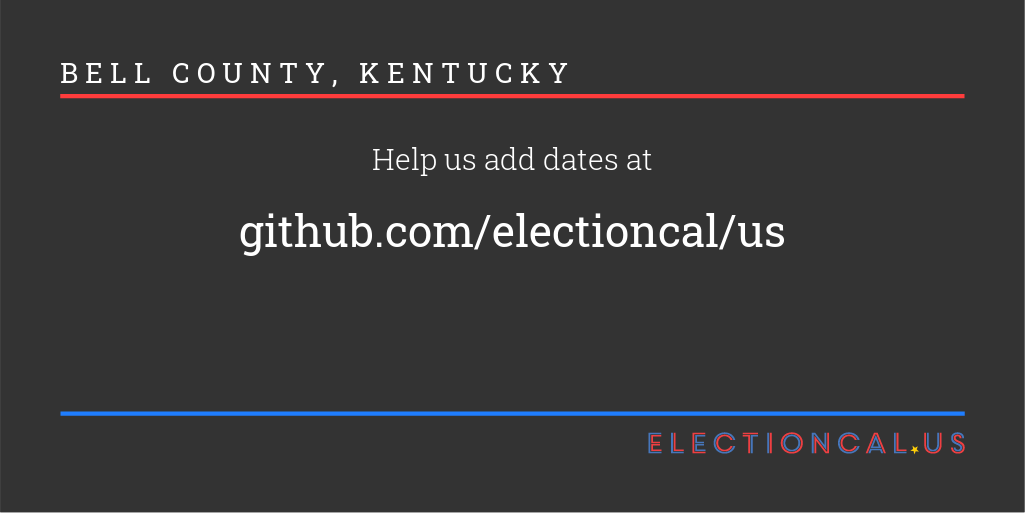 BELL COUNTY, KENTUCKY
Help us add dates at
github.com/electioncal/us
ELECTIONCAL.US